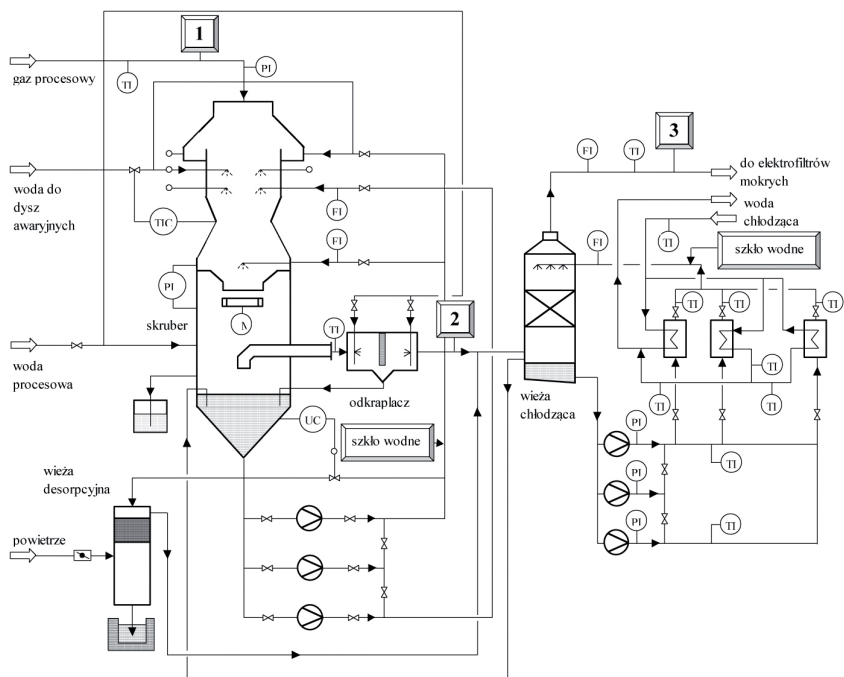 1
gaz procesowy
TI
PI
3
FI
TI
do elektrofiltrów
mokrych
woda do
dysz
awaryjnych
TIC
FI
FI
woda
chłodząca
TI
FI
szkło wodne
PI
M
skruber
2
TI
TI
TI
TI
woda
procesowa
odkraplacz
wieża
chłodząca
TI
TI
TI
UC
szkło wodne
PI
TI
wieża
desorpcyjna
PI
powietrze
PI
TI